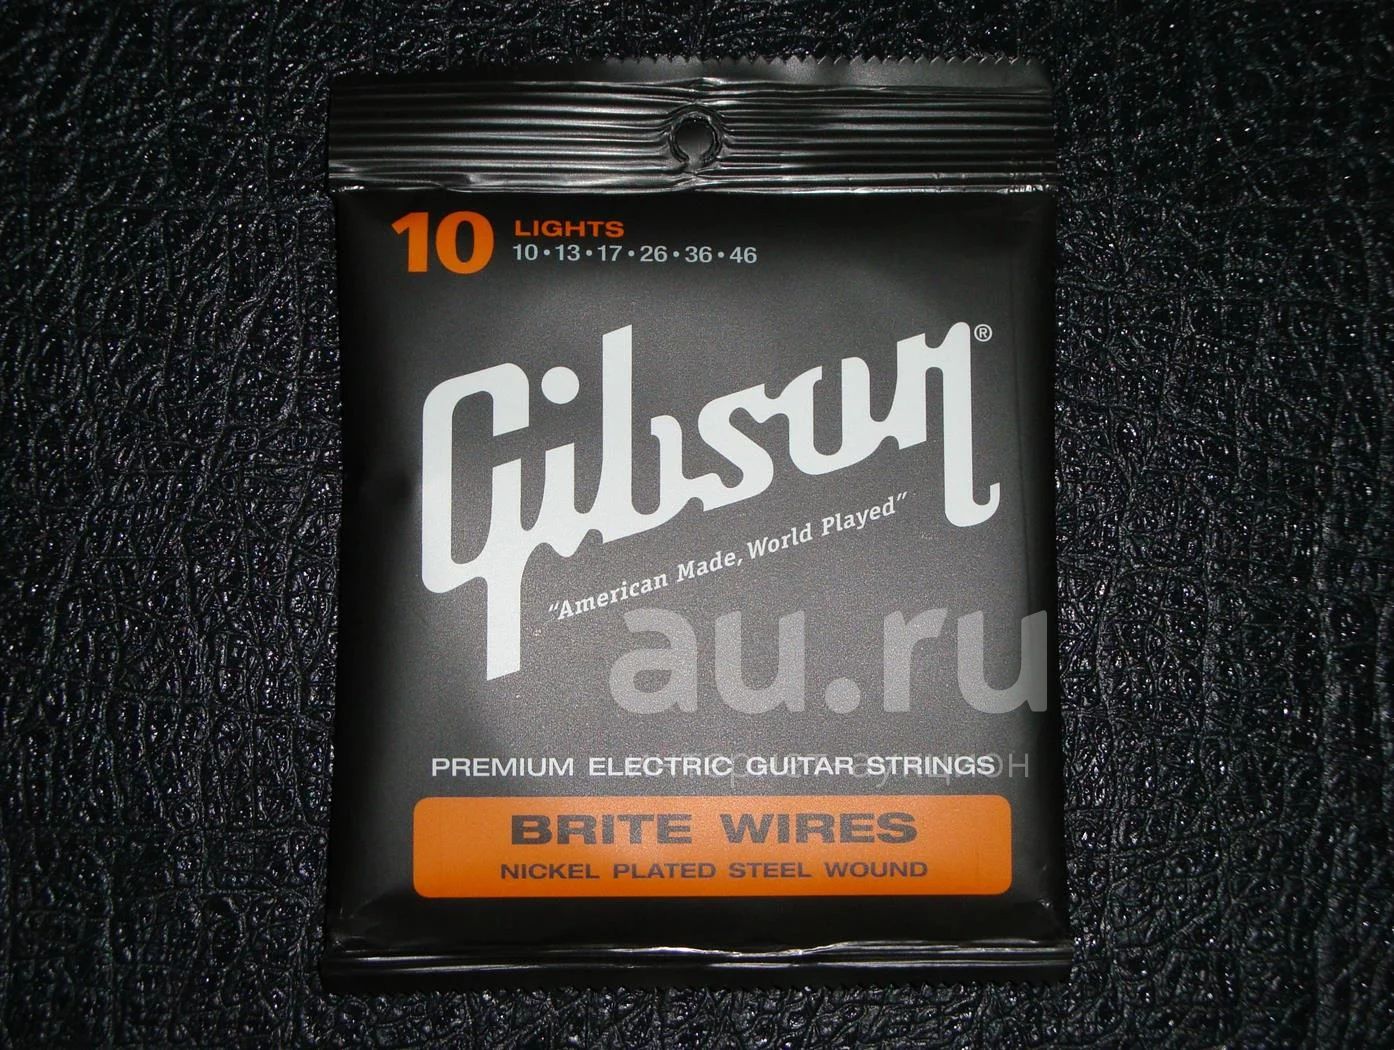 10 LIGHTS
10•13•17•26•36•46
Gibson®
“American Made, World Played”
au.ru
PREMIUM ELECTRIC GUITAR STRINGS
BRITE WIRES
NICKEL PLATED STEEL WOUND